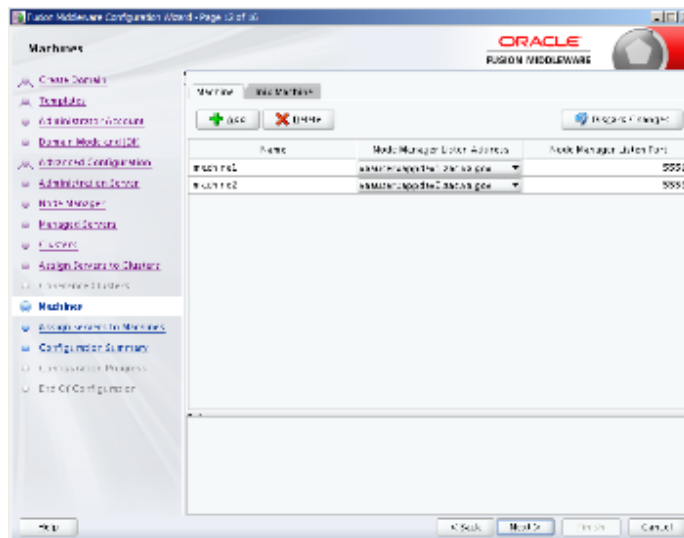 Fusion Middleware Configuration Wizard - Page 12 of 16
Machines
ORACLE
FUSION MIDDLEWARE
Create Domain
Templates
Administrator Account
Domain Mode and JDK
Advanced Configuration
Administration Server
Node Manager
Managed Servers
Clusters
Assign Servers to Clusters
Coherence Clusters
Machines
Assign Servers to Machines
Configuration Summary
Configuration Progress
End Of Configuration
Machine Unix Machine
Add Delete Discard Changes
Name Node Manager Listen Address Node Manager Listen Port
machine1
machine2
Help < Back Next > Finish Cancel